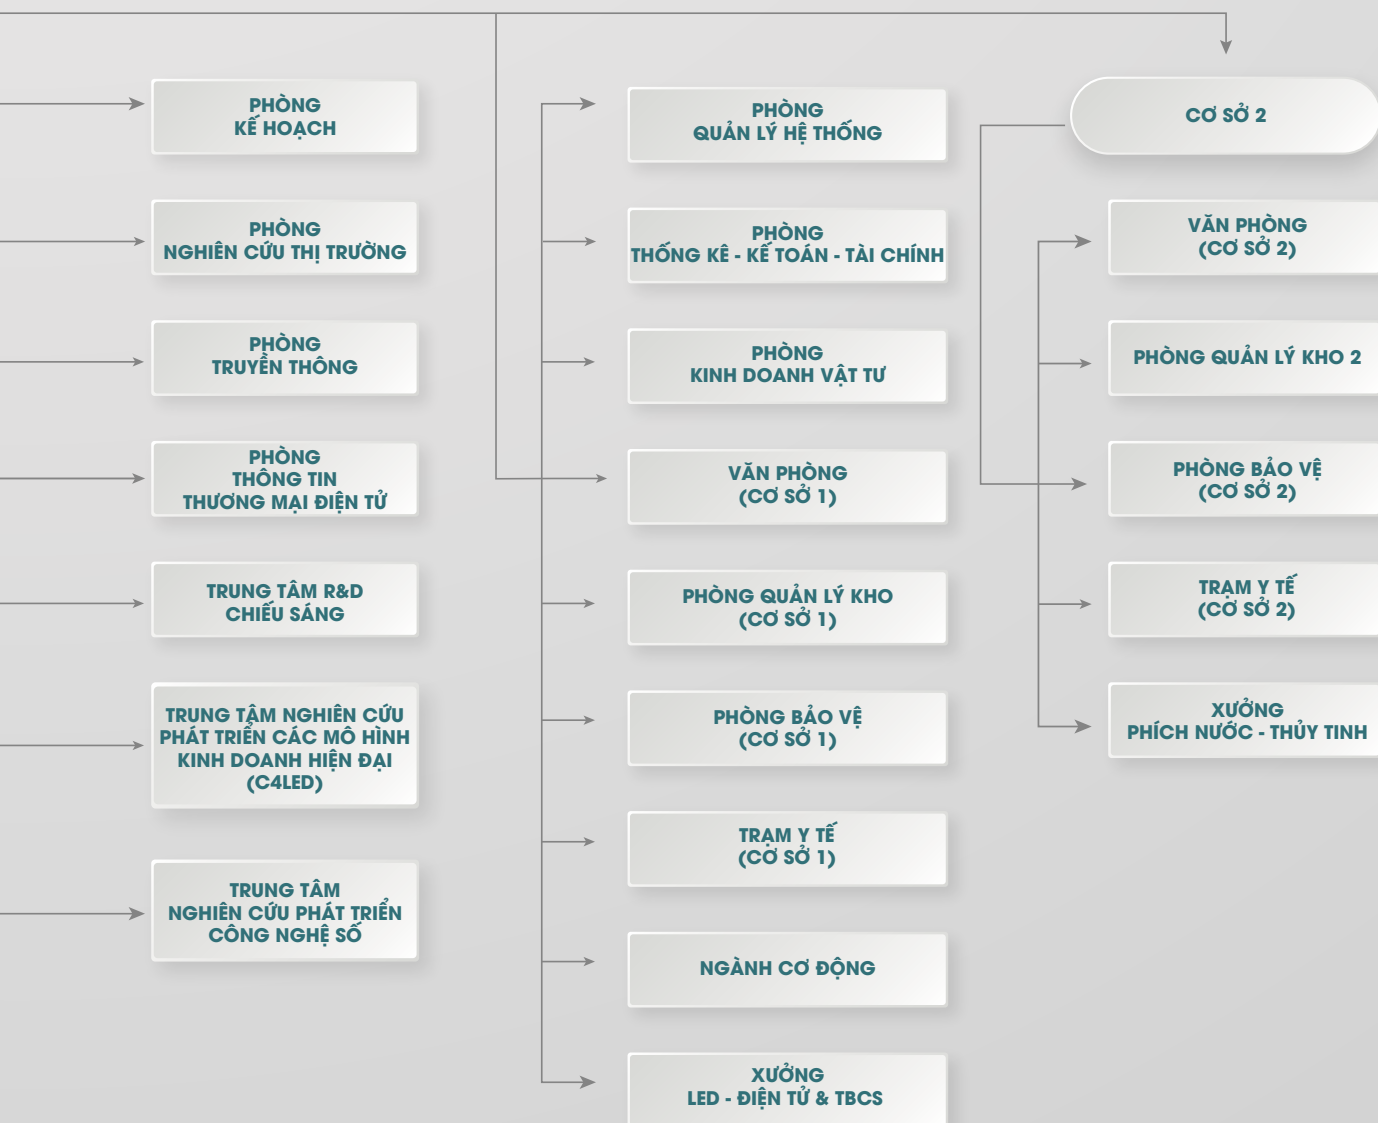 PHÒNG
KẾ HOẠCH
PHÒNG
NGHIÊN CỨU THỊ TRƯỜNG
PHÒNG
TRUYỀN THÔNG
PHÒNG
THÔNG TIN
THƯƠNG MẠI ĐIỆN TỬ
TRUNG TÂM R&D
CHIẾU SÁNG
TRUNG TÂM NGHIÊN CỨU
PHÁT TRIỂN CÁC MÔ HÌNH
KINH DOANH HIỆN ĐẠI
(C4LED)
TRUNG TÂM
NGHIÊN CỨU PHÁT TRIỂN
CÔNG NGHỆ SỐ
PHÒNG
QUẢN LÝ HỆ THỐNG
PHÒNG
THỐNG KÊ - KẾ TOÁN - TÀI CHÍNH
PHÒNG
KINH DOANH VẬT TƯ
VĂN PHÒNG
(CƠ SỞ 1)
PHÒNG QUẢN LÝ KHO
(CƠ SỞ 1)
PHÒNG BẢO VỆ
(CƠ SỞ 1)
TRẠM Y TẾ
(CƠ SỞ 1)
NGÀNH CƠ ĐỘNG
XƯỞNG
LED - ĐIỆN TỬ & TBCS
CƠ SỞ 2
VĂN PHÒNG
(CƠ SỞ 2)
PHÒNG QUẢN LÝ KHO 2
PHÒNG BẢO VỆ
(CƠ SỞ 2)
TRẠM Y TẾ
(CƠ SỞ 2)
XƯỞNG
PHÍCH NƯỚC - THỦY TINH